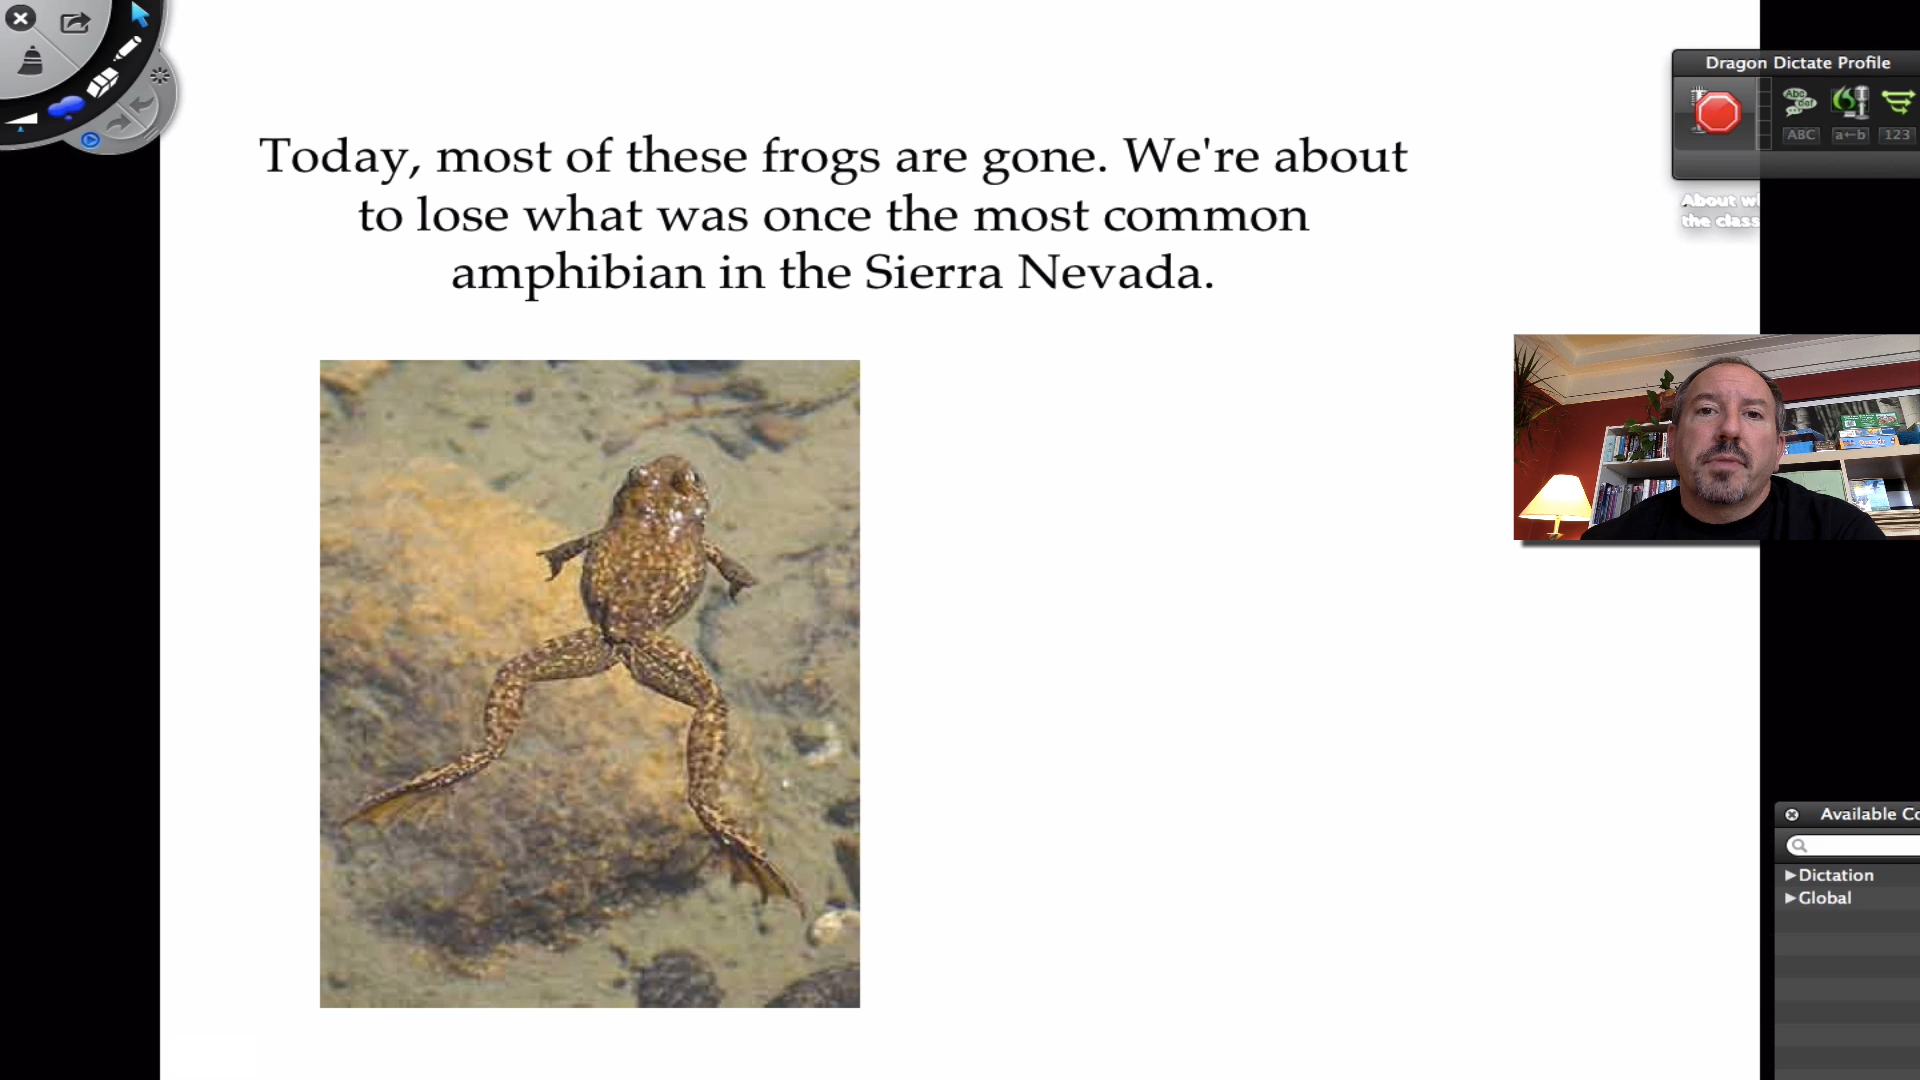 Today, most of these frogs are gone. We're about
to lose what was once the most common
amphibian in the Sierra Nevada.
Dragon Dictate Profile
Abc
ABC
a←b
123
About
the class
Available
Dictation
Global